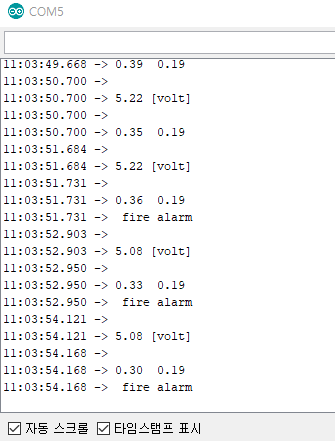 COM5
11:03:49.668 -> 0.39  0.19
11:03:50.700 ->
11:03:50.700 -> 5.22 [volt]
11:03:50.700 ->
11:03:50.700 -> 0.35  0.19
11:03:51.684 ->
11:03:51.684 -> 5.22 [volt]
11:03:51.731 ->
11:03:51.731 -> 0.36  0.19
11:03:51.731 ->  fire alarm
11:03:52.903 ->
11:03:52.903 -> 5.08 [volt]
11:03:52.950 ->
11:03:52.950 -> 0.33  0.19
11:03:52.950 ->  fire alarm
11:03:54.121 ->
11:03:54.121 -> 5.08 [volt]
11:03:54.168 ->
11:03:54.168 -> 0.30  0.19
11:03:54.168 ->  fire alarm
자동 스크롤 타임스탬프 표시